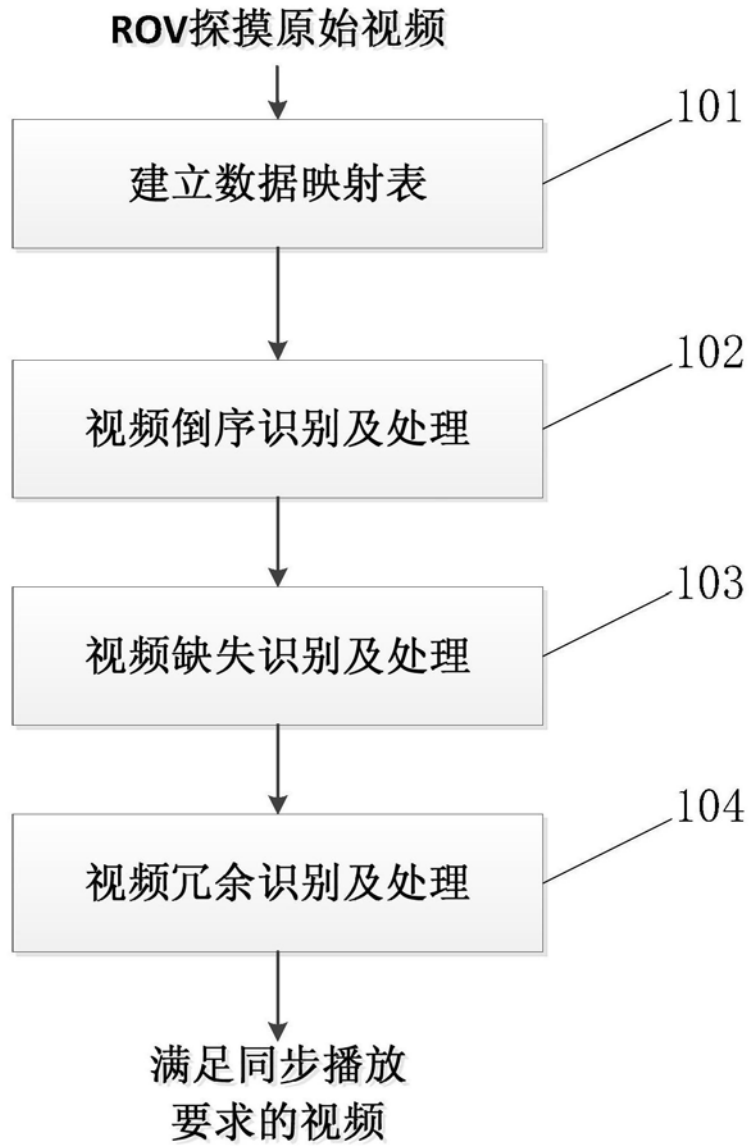 ROV探摸原始视频
101
建立数据映射表
102
视频倒序识别及处理
103
视频缺失识别及处理
104
视频冗余识别及处理
满足同步播放
要求的视频